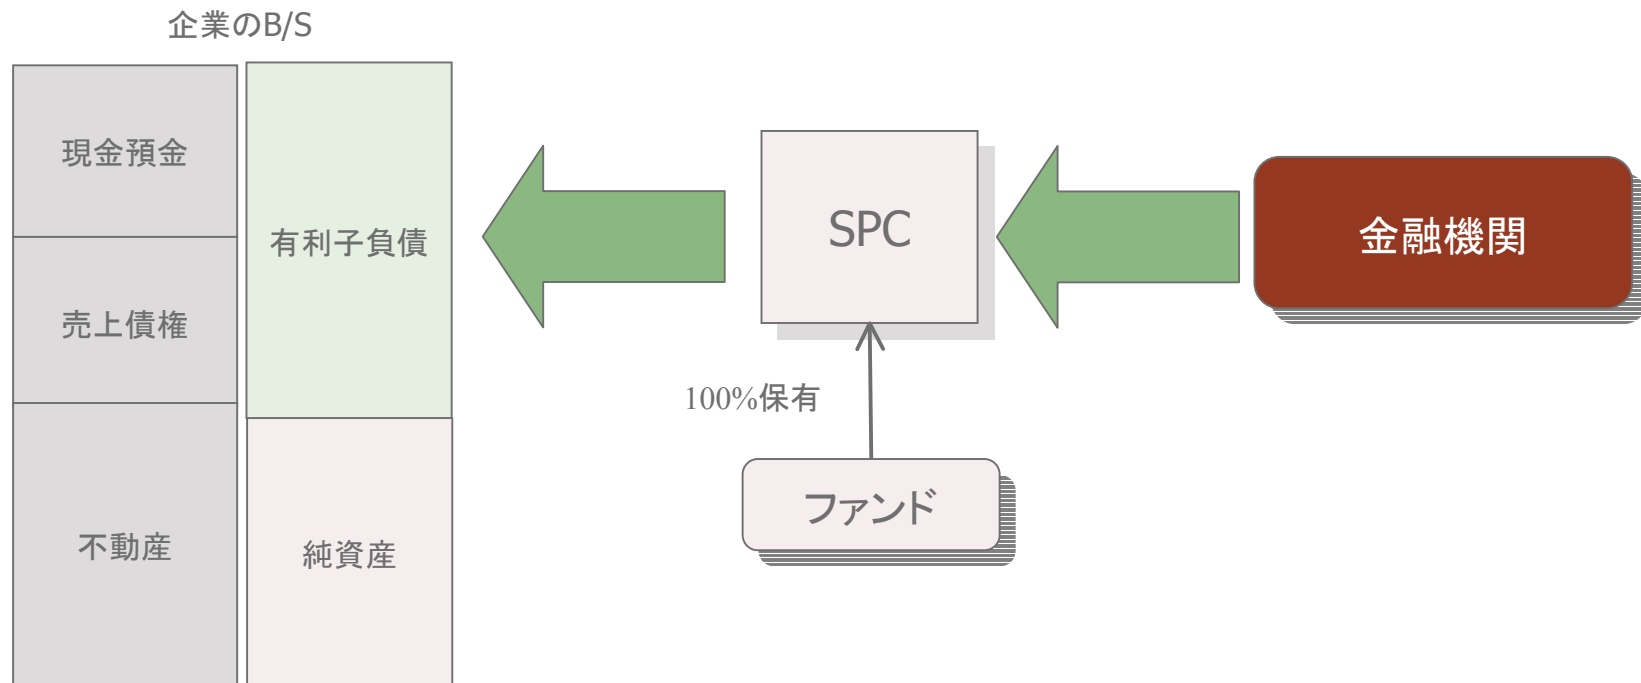 企業のB/S
現金預金
売上債権
不動産
有利子負債
純資産
SPC
金融機関
100%保有
ファンド